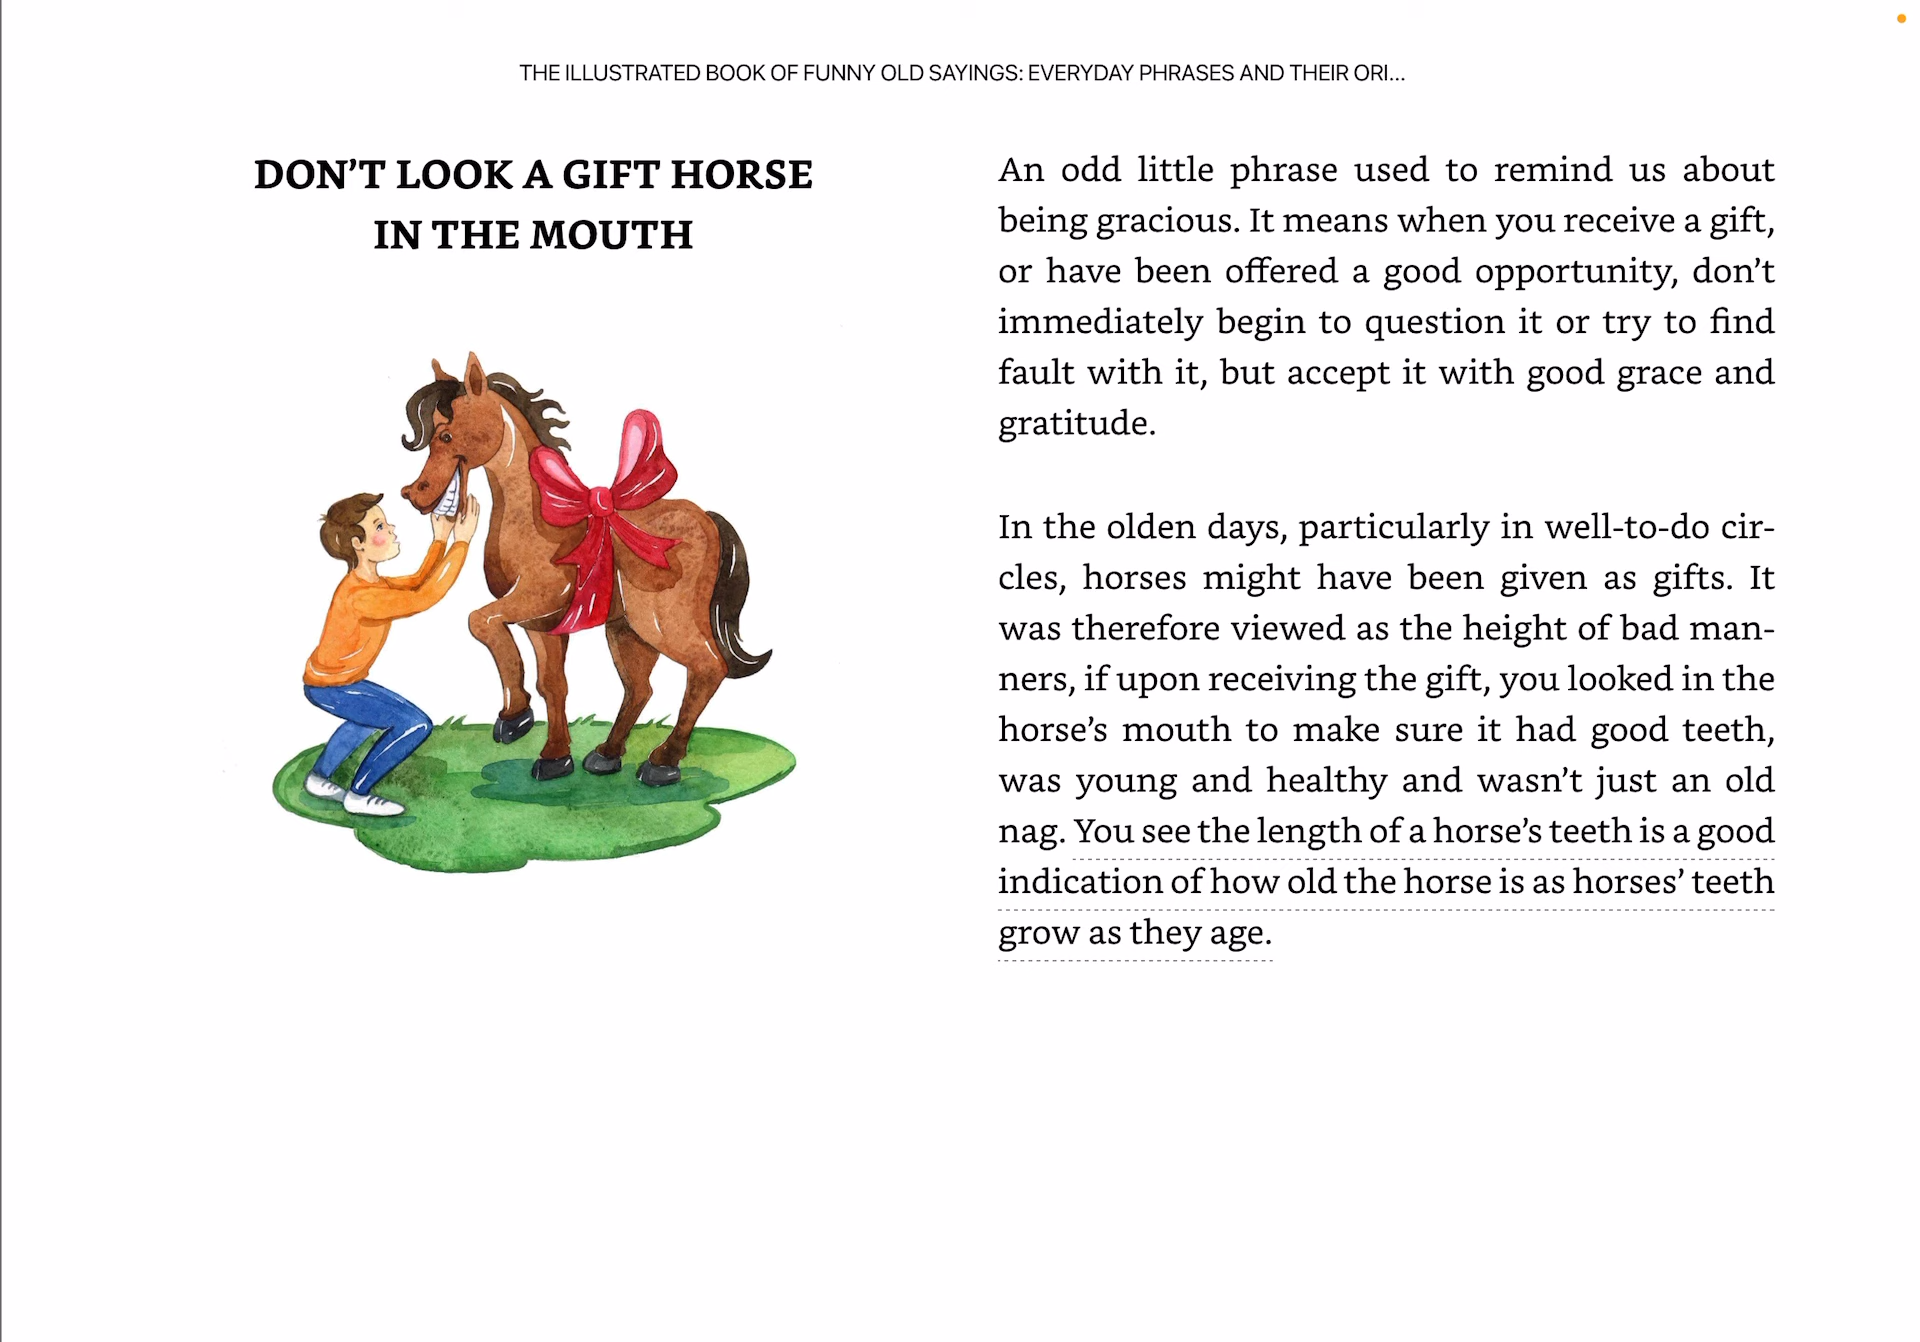 THE ILLUSTRATED BOOK OF FUNNY OLD SAYINGS: EVERYDAY PHRASES AND THEIR ORI...
DON’T LOOK A GIFT HORSE
IN THE MOUTH
An odd little phrase used to remind us about
being gracious. It means when you receive a gift,
or have been offered a good opportunity, don’t
immediately begin to question it or try to find
fault with it, but accept it with good grace and
gratitude.
In the olden days, particularly in well-to-do cir-
cles, horses might have been given as gifts. It
was therefore viewed as the height of bad man-
ners, if upon receiving the gift, you looked in the
horse’s mouth to make sure it had good teeth,
was young and healthy and wasn’t just an old
nag. You see the length of a horse’s teeth is a good
indication of how old the horse is as horses’ teeth
grow as they age.